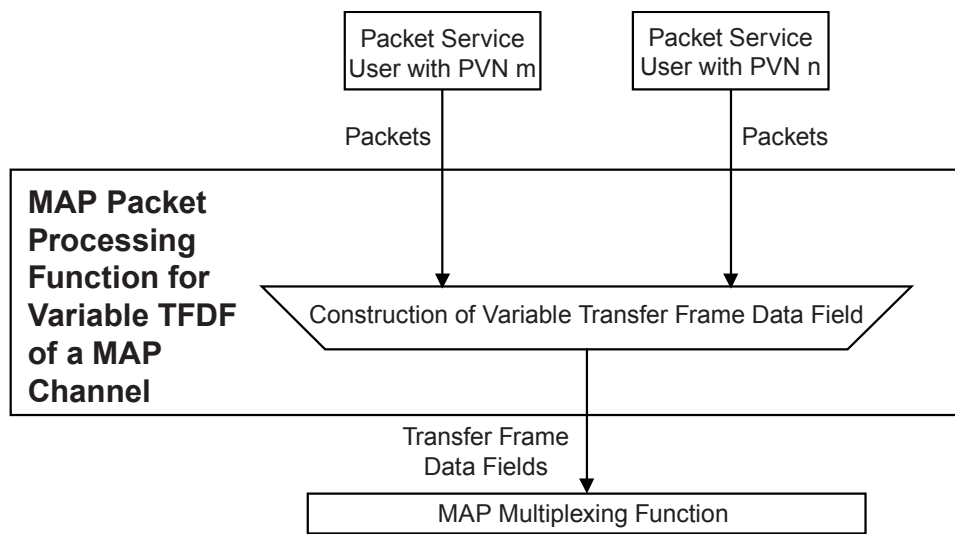 Packet Service
User with PVN m
Packet Service
User with PVN n
Packets
Packets
MAP Packet
Processing
Function for
Variable TFDF
of a MAP
Channel
Construction of Variable Transfer Frame Data Field
Transfer Frame
Data Fields
MAP Multiplexing Function